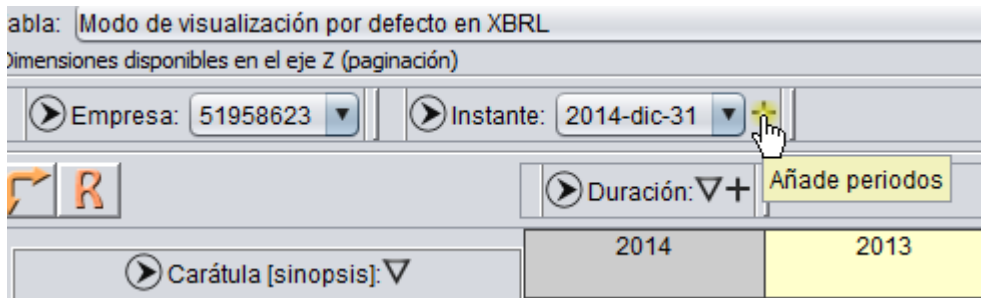 abla: Modo de visualización por defecto en XBRL
Dimensiones disponibles en el eje Z (paginación)
Empresa: 51958623 Instante: 2014-dic-31
R Duración: Añade periodos
2014 2013
Carátula [sinopsis]: